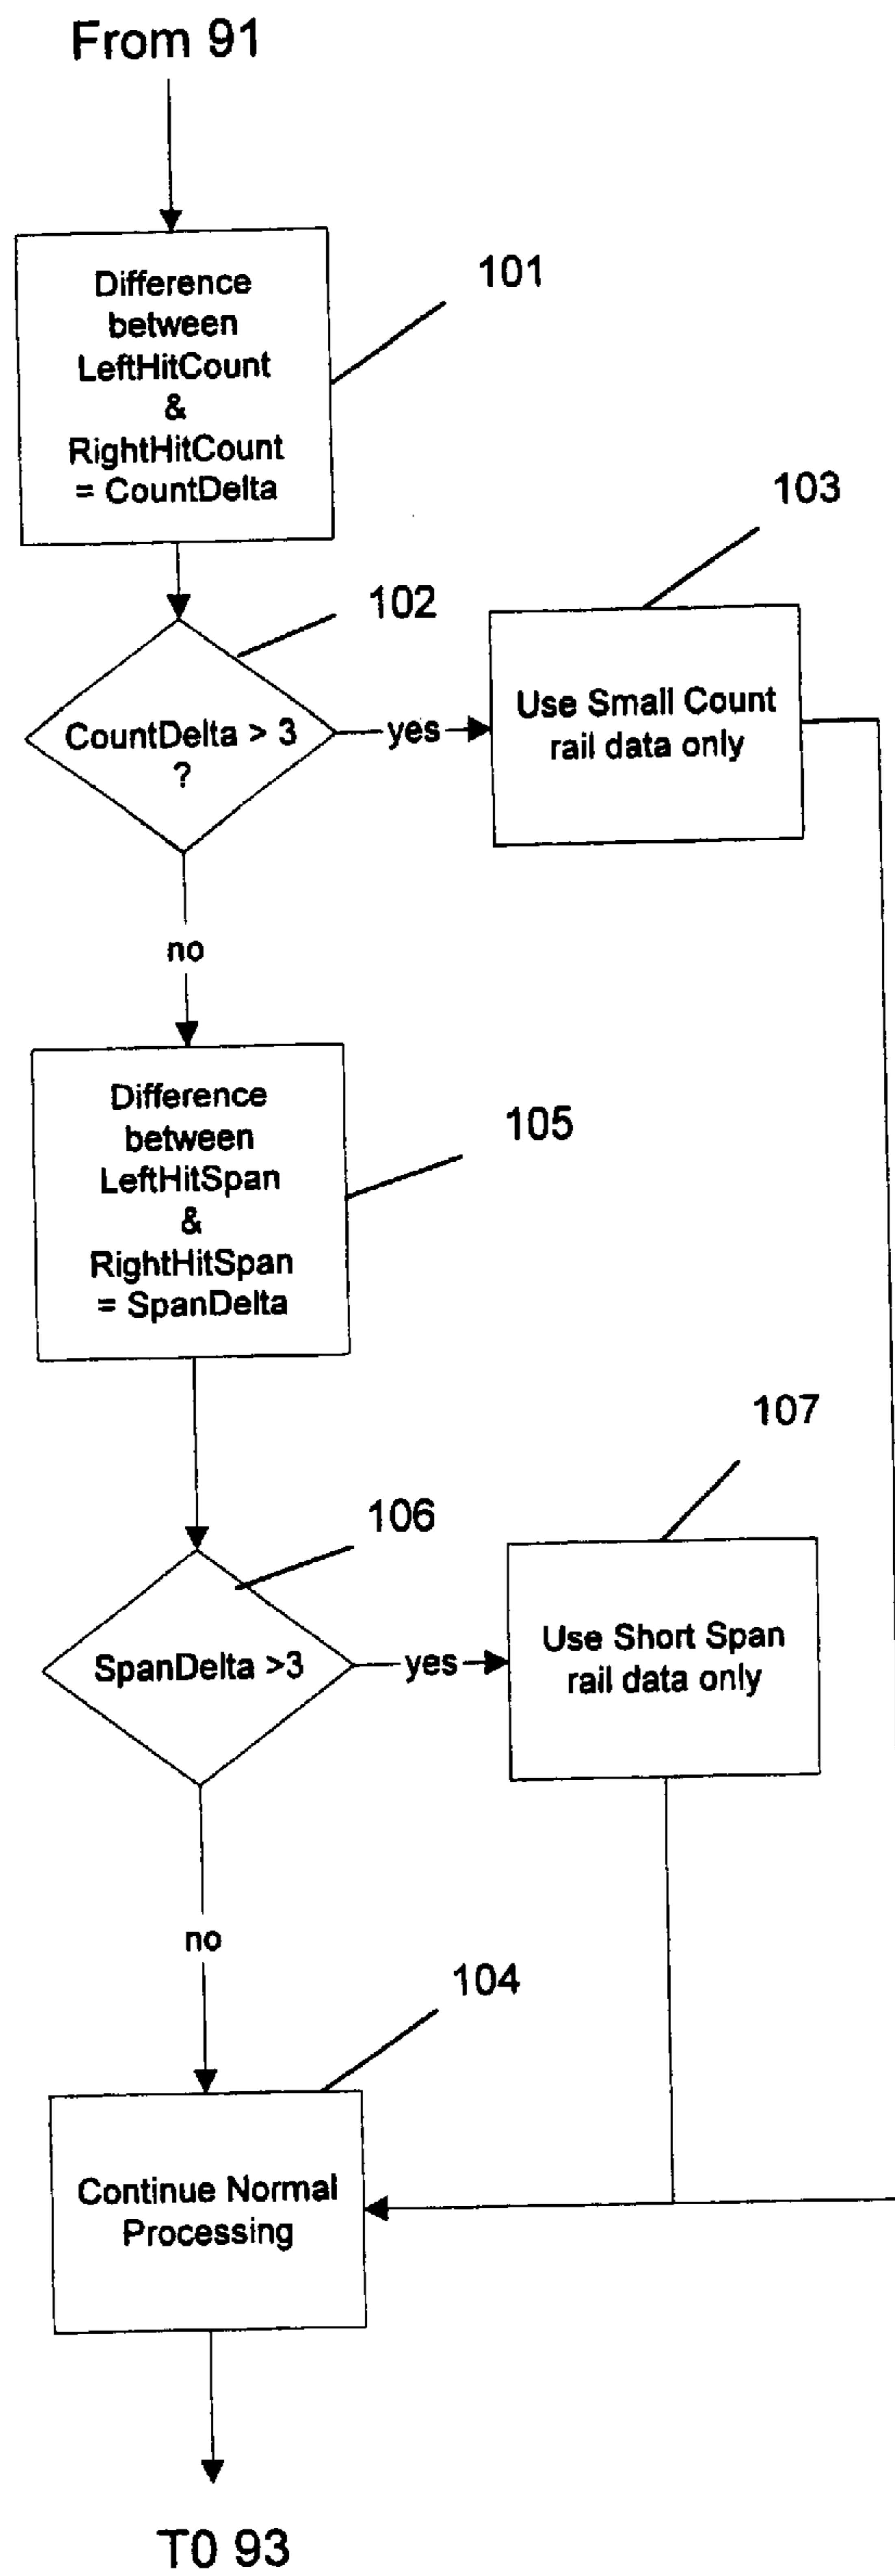 From 91
Difference
between
LeftHitCount
&
RightHitCount
= CountDelta
101
102
CountDelta > 3
?
yes
103
Use Small Count
rail data only
no
Difference
between
LeftHitSpan
&
RightHitSpan
= SpanDelta
105
106
SpanDelta >3
yes
107
Use Short Span
rail data only
no
104
Continue Normal
Processing
T0 93